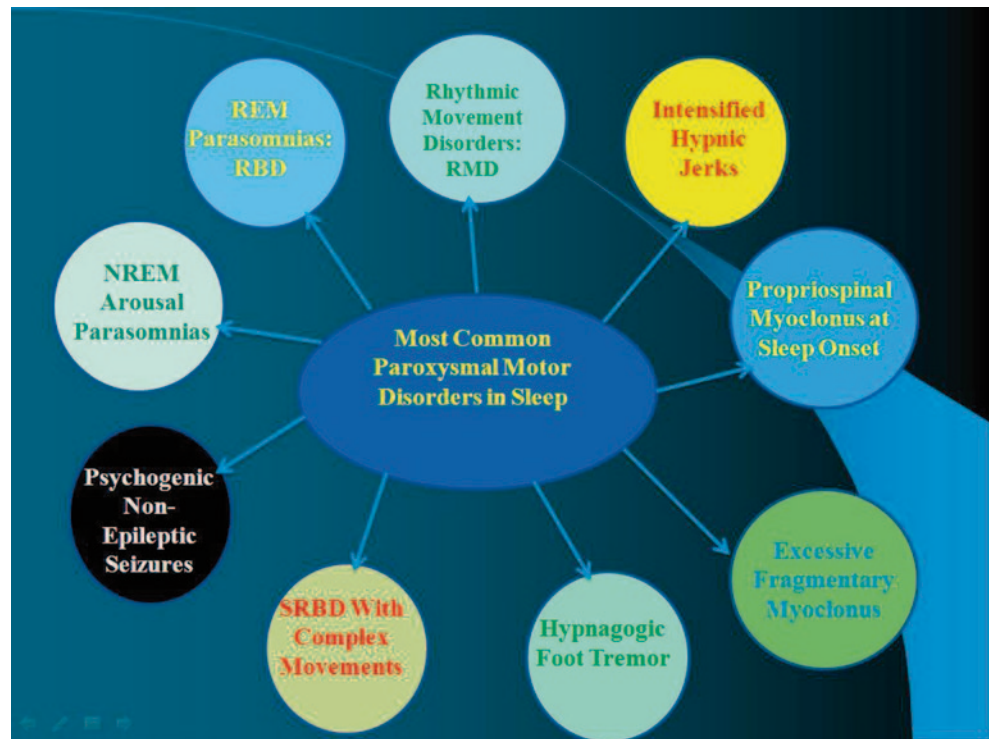 REM
Parasomnias:
RBD
Rhythmic
Movement
Disorders:
RMD
Intensified
Hypnic
Jerks
NREM
Arousal
Parasomnias
Most Common
Paroxysmal Motor
Disorders in Sleep
Propriospinal
Myoclonus at
Sleep Onset
Psychogenic
Non-
Epileptic
Seizures
SRBD With
Complex
Movements
Hypnagogic
Foot Tremor
Excessive
Fragmentary
Myoclonus